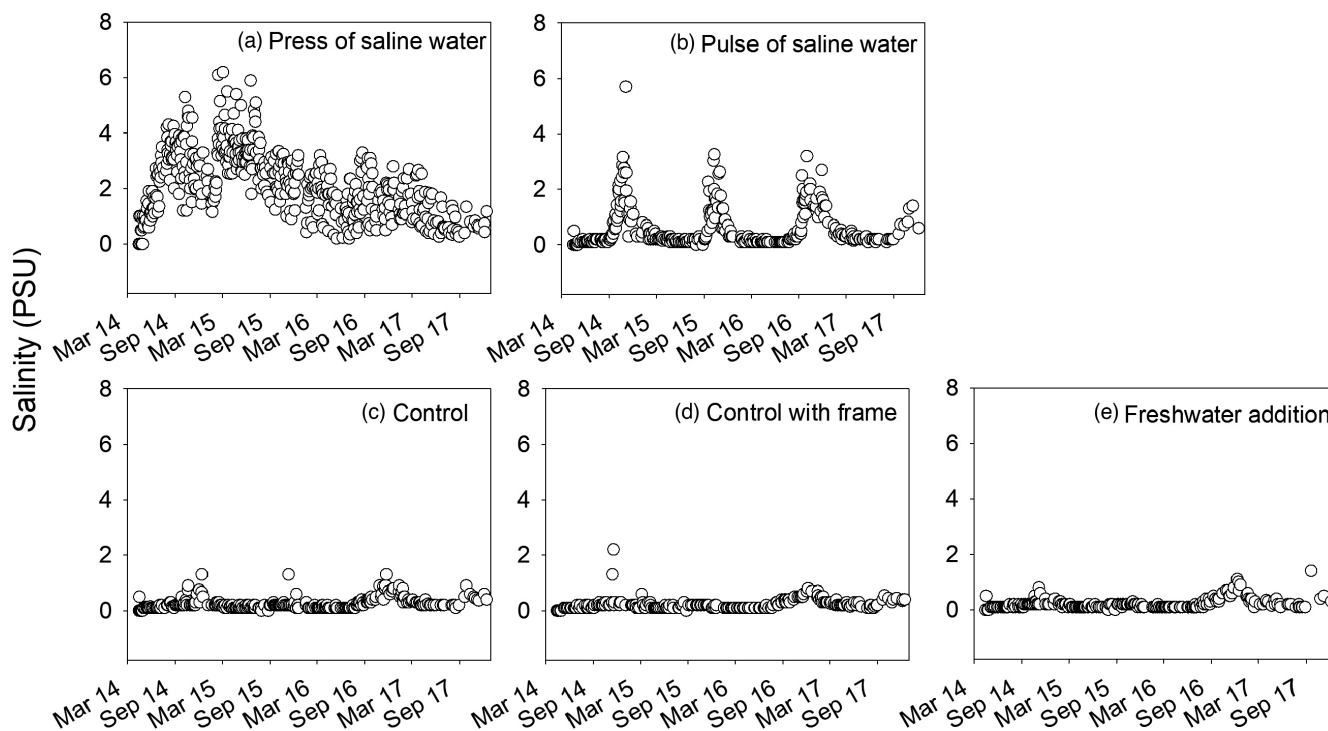 Salinity (PSU)
(a) Press of saline water
8
6
4
2
0
Mar 14
Sep 14
Mar 15
Sep 15
Mar 16
Sep 16
Mar 17
Sep 17
(b) Pulse of saline water
8
6
4
2
0
Mar 14
Sep 14
Mar 15
Sep 15
Mar 16
Sep 16
Mar 17
Sep 17
(c) Control
8
6
4
2
0
Mar 14
Sep 14
Mar 15
Sep 15
Mar 16
Sep 16
Mar 17
Sep 17
(d) Control with frame
8
6
4
2
0
Mar 14
Sep 14
Mar 15
Sep 15
Mar 16
Sep 16
Mar 17
Sep 17
(e) Freshwater addition
8
6
4
2
0
Mar 14
Sep 14
Mar 15
Sep 15
Mar 16
Sep 16
Mar 17
Sep 17